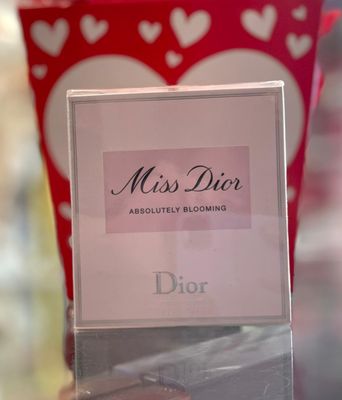 Miss Dior
ABSOLUTELY BLOOMING
Dior